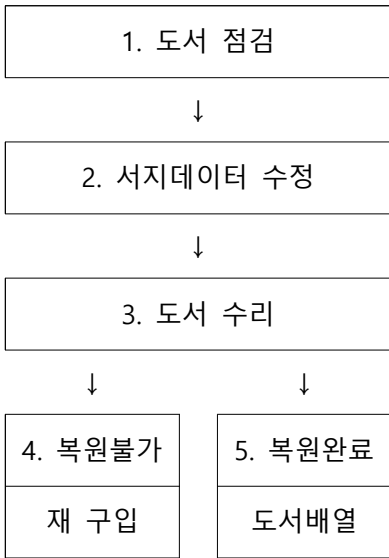 1. 도서 점검
↓
2. 서지데이터 수정
↓
3. 도서 수리
↓ ↓
4. 복원불가 5. 복원완료
재 구입 도서배열